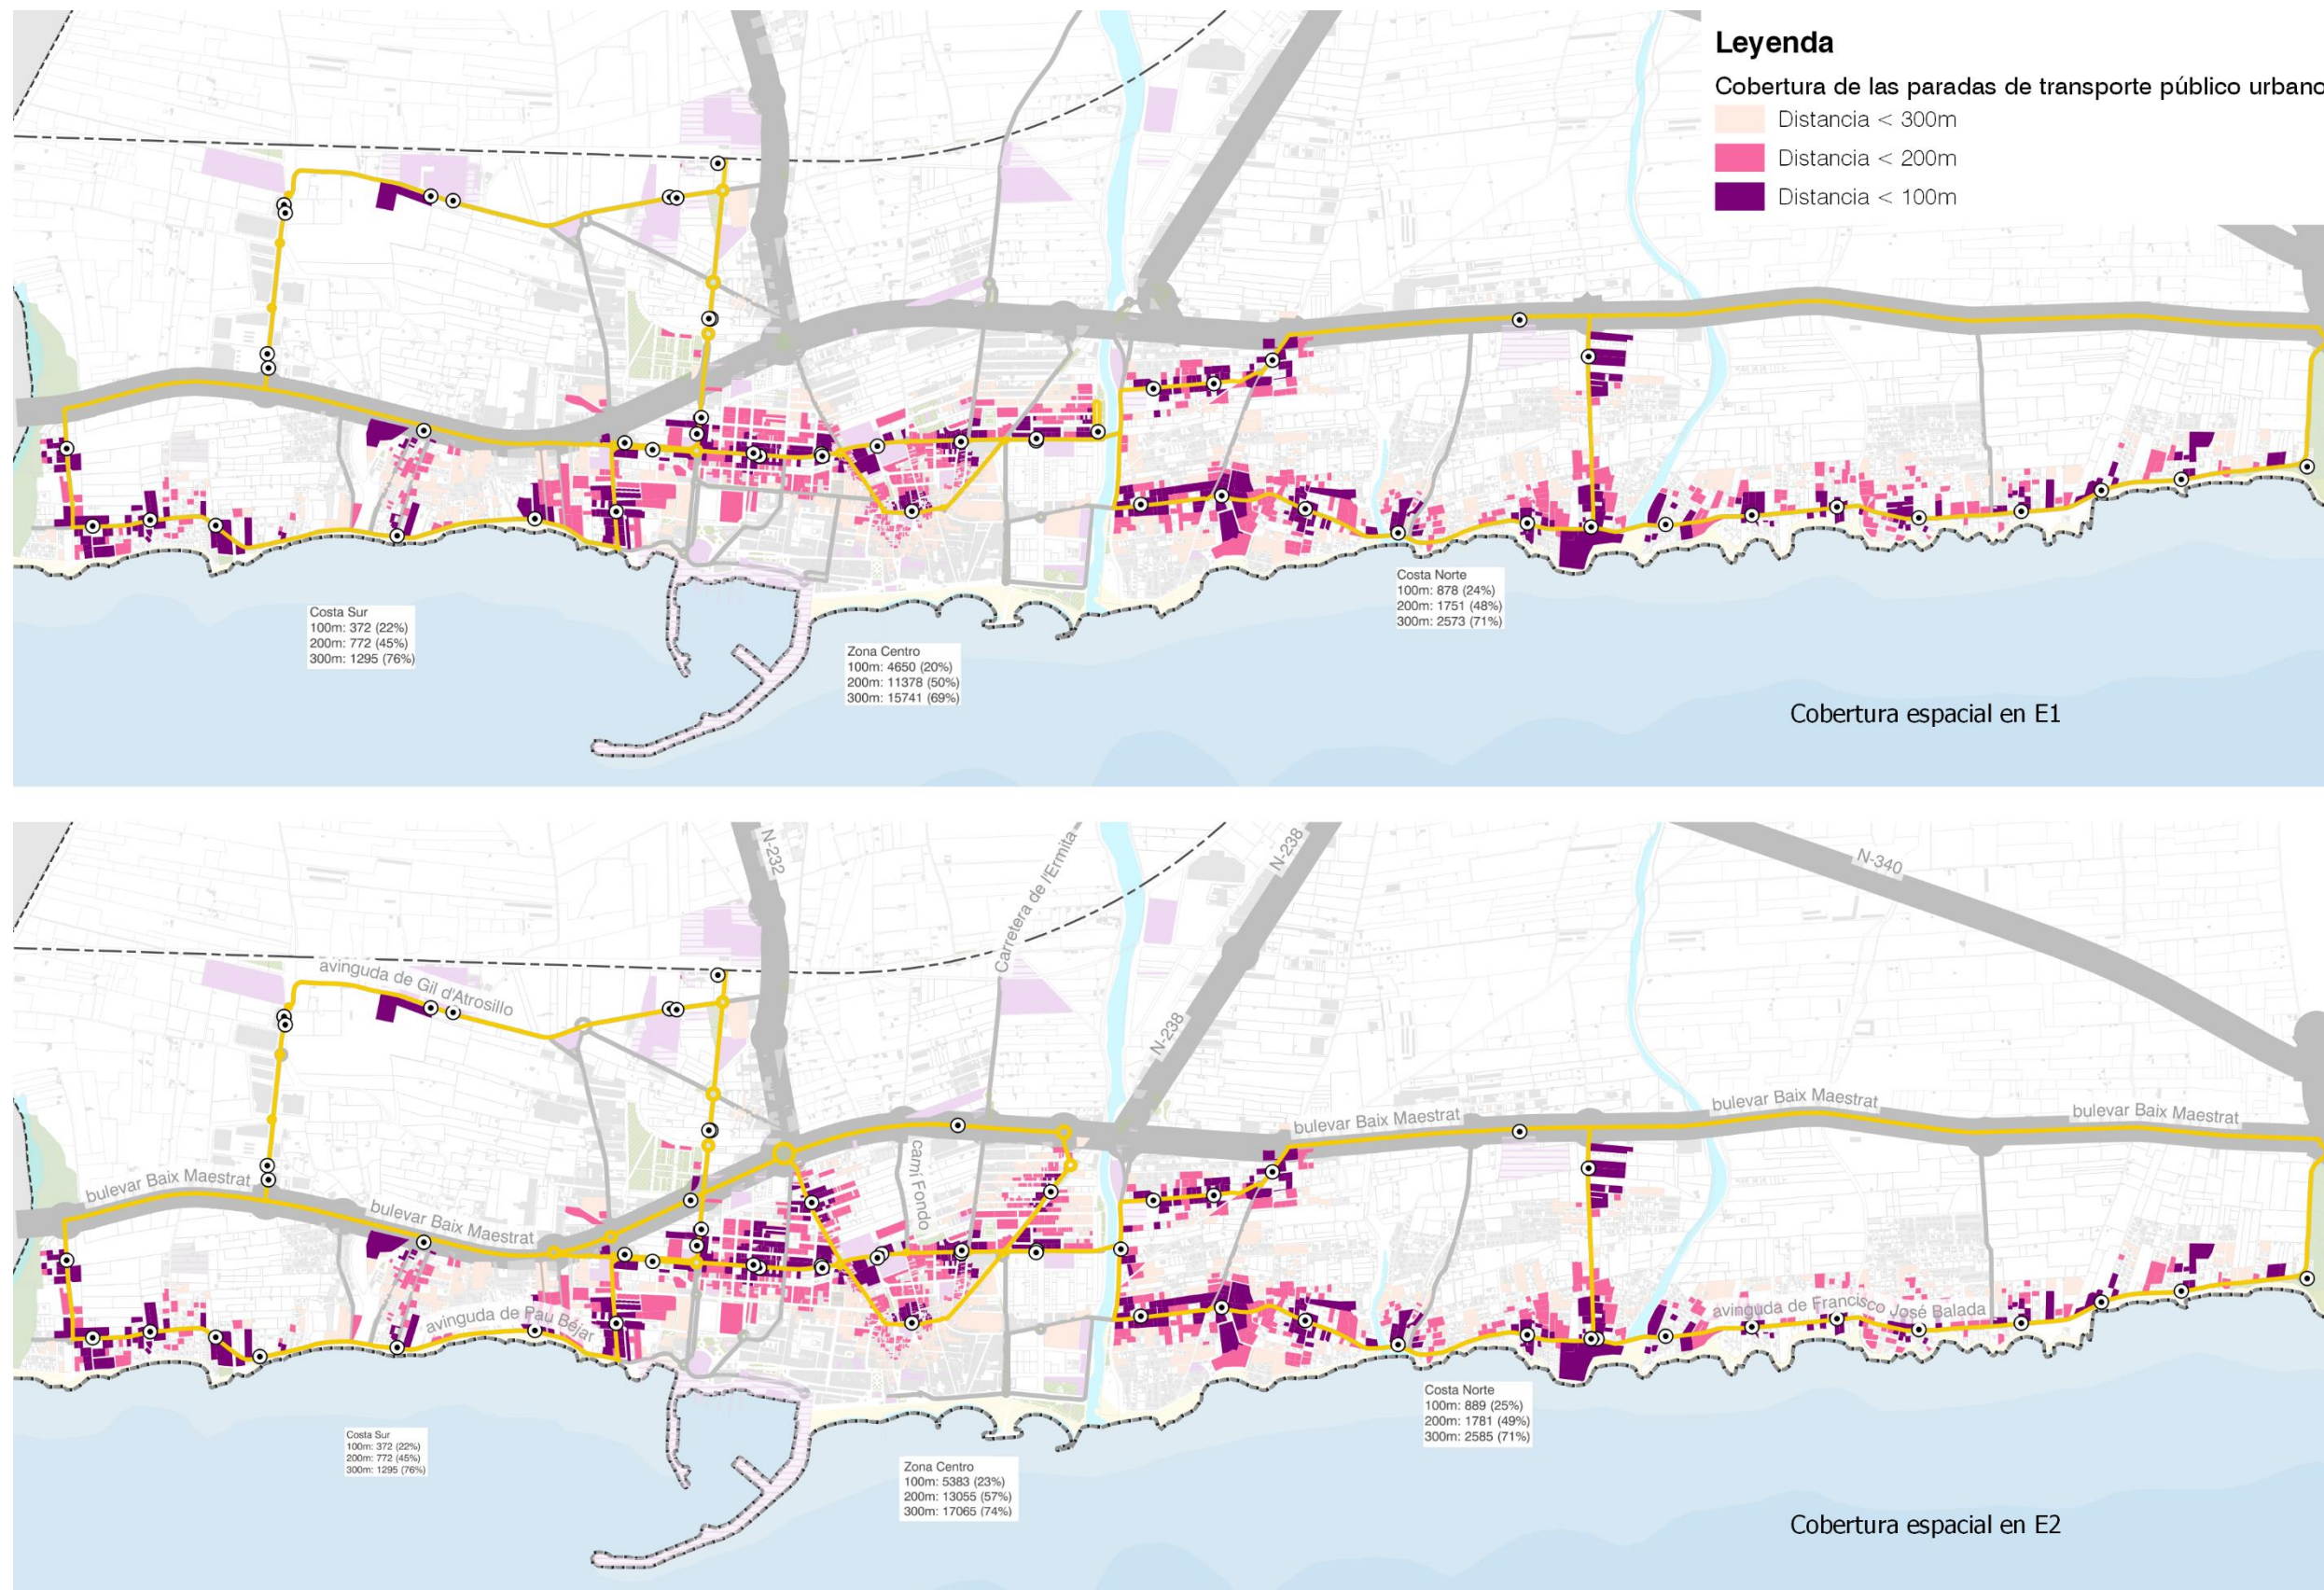 Leyenda
Cobertura de las paradas de transporte público urbano
Distancia < 300m
Distancia < 200m
Distancia < 100m
Costa Sur
100m: 372 (22%)
200m: 772 (45%)
300m: 1295 (76%)
Zona Centro
100m: 4650 (20%)
200m: 11378 (50%)
300m: 15741 (69%)
Costa Norte
100m: 878 (24%)
200m: 1751 (48%)
300m: 2573 (71%)
Cobertura espacial en E1
N-232
Carretera de l'Ermita
N-238
N-340
avinguda de Gil d'Atrosillo
N-238
bulevar Baix Maestrat
bulevar Baix Maestrat
bulevar Baix Maestrat
bulevar Baix Maestrat
bulevar Baix Maestrat
camí Fondo
avinguda de Pau Béjar
avinguda de Francisco José Balada
Costa Sur
100m: 372 (22%)
200m: 772 (45%)
300m: 1295 (76%)
Zona Centro
100m: 5383 (23%)
200m: 13055 (57%)
300m: 17065 (74%)
Costa Norte
100m: 889 (25%)
200m: 1781 (49%)
300m: 2585 (71%)
Cobertura espacial en E2